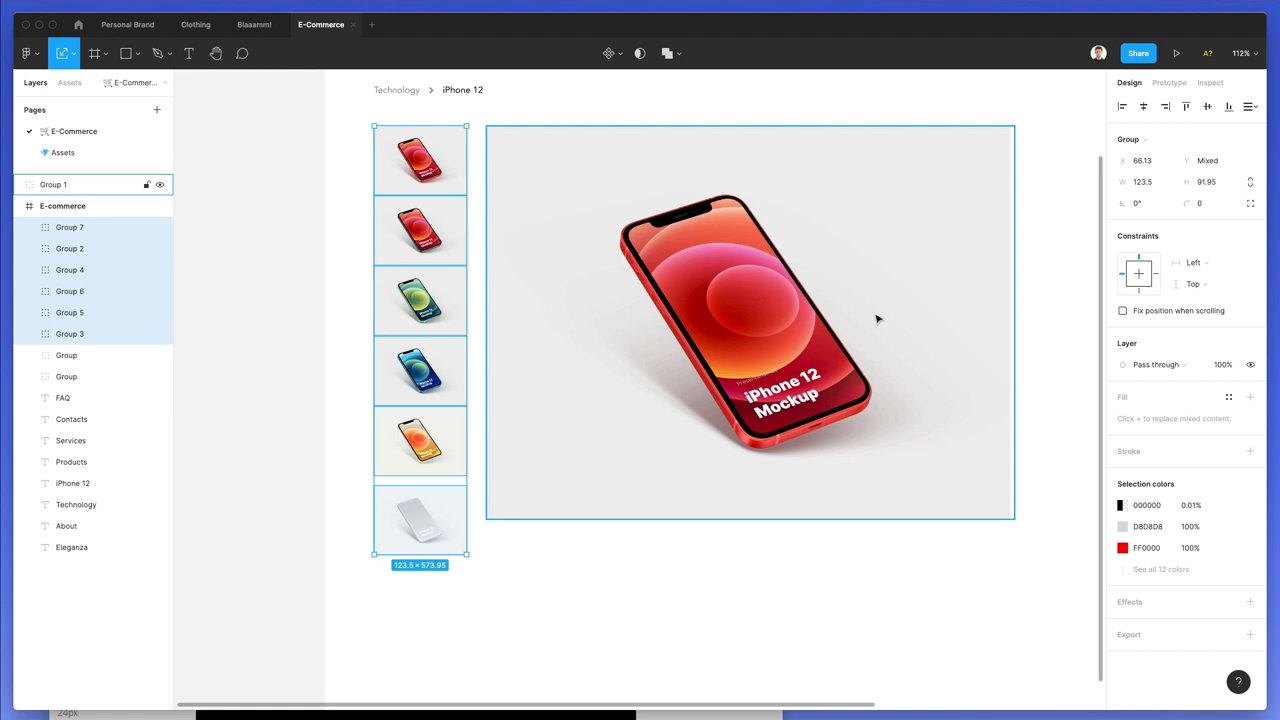 Personal Brand
Clothing
Blaaamm!
E-Commerce
T
Share
A?
112%
Layers
Assets
E-Commer...
Pages
E-Commerce
Assets
Group 1
E-commerce
Group 7
Group 2
Group 4
Group 6
Group 5
Group 3
Group
Group
FAQ
Contacts
Services
Products
iPhone 12
Technology
About
Eleganza
Technology
iPhone 12
iPhone 12
Mockup
123.5 × 573.95
Design
Prototype
Inspect
Group
X 66.13 Y Mixed
W 123.5 H 91.95
0° 0
Constraints
Left
Top
Fix position when scrolling
Layer
Pass through 100%
Fill
Click + to replace mixed content.
Stroke
Selection colors
000000 0.01%
D8D8D8 100%
FF0000 100%
See all 12 colors
Effects
Export
?
24px